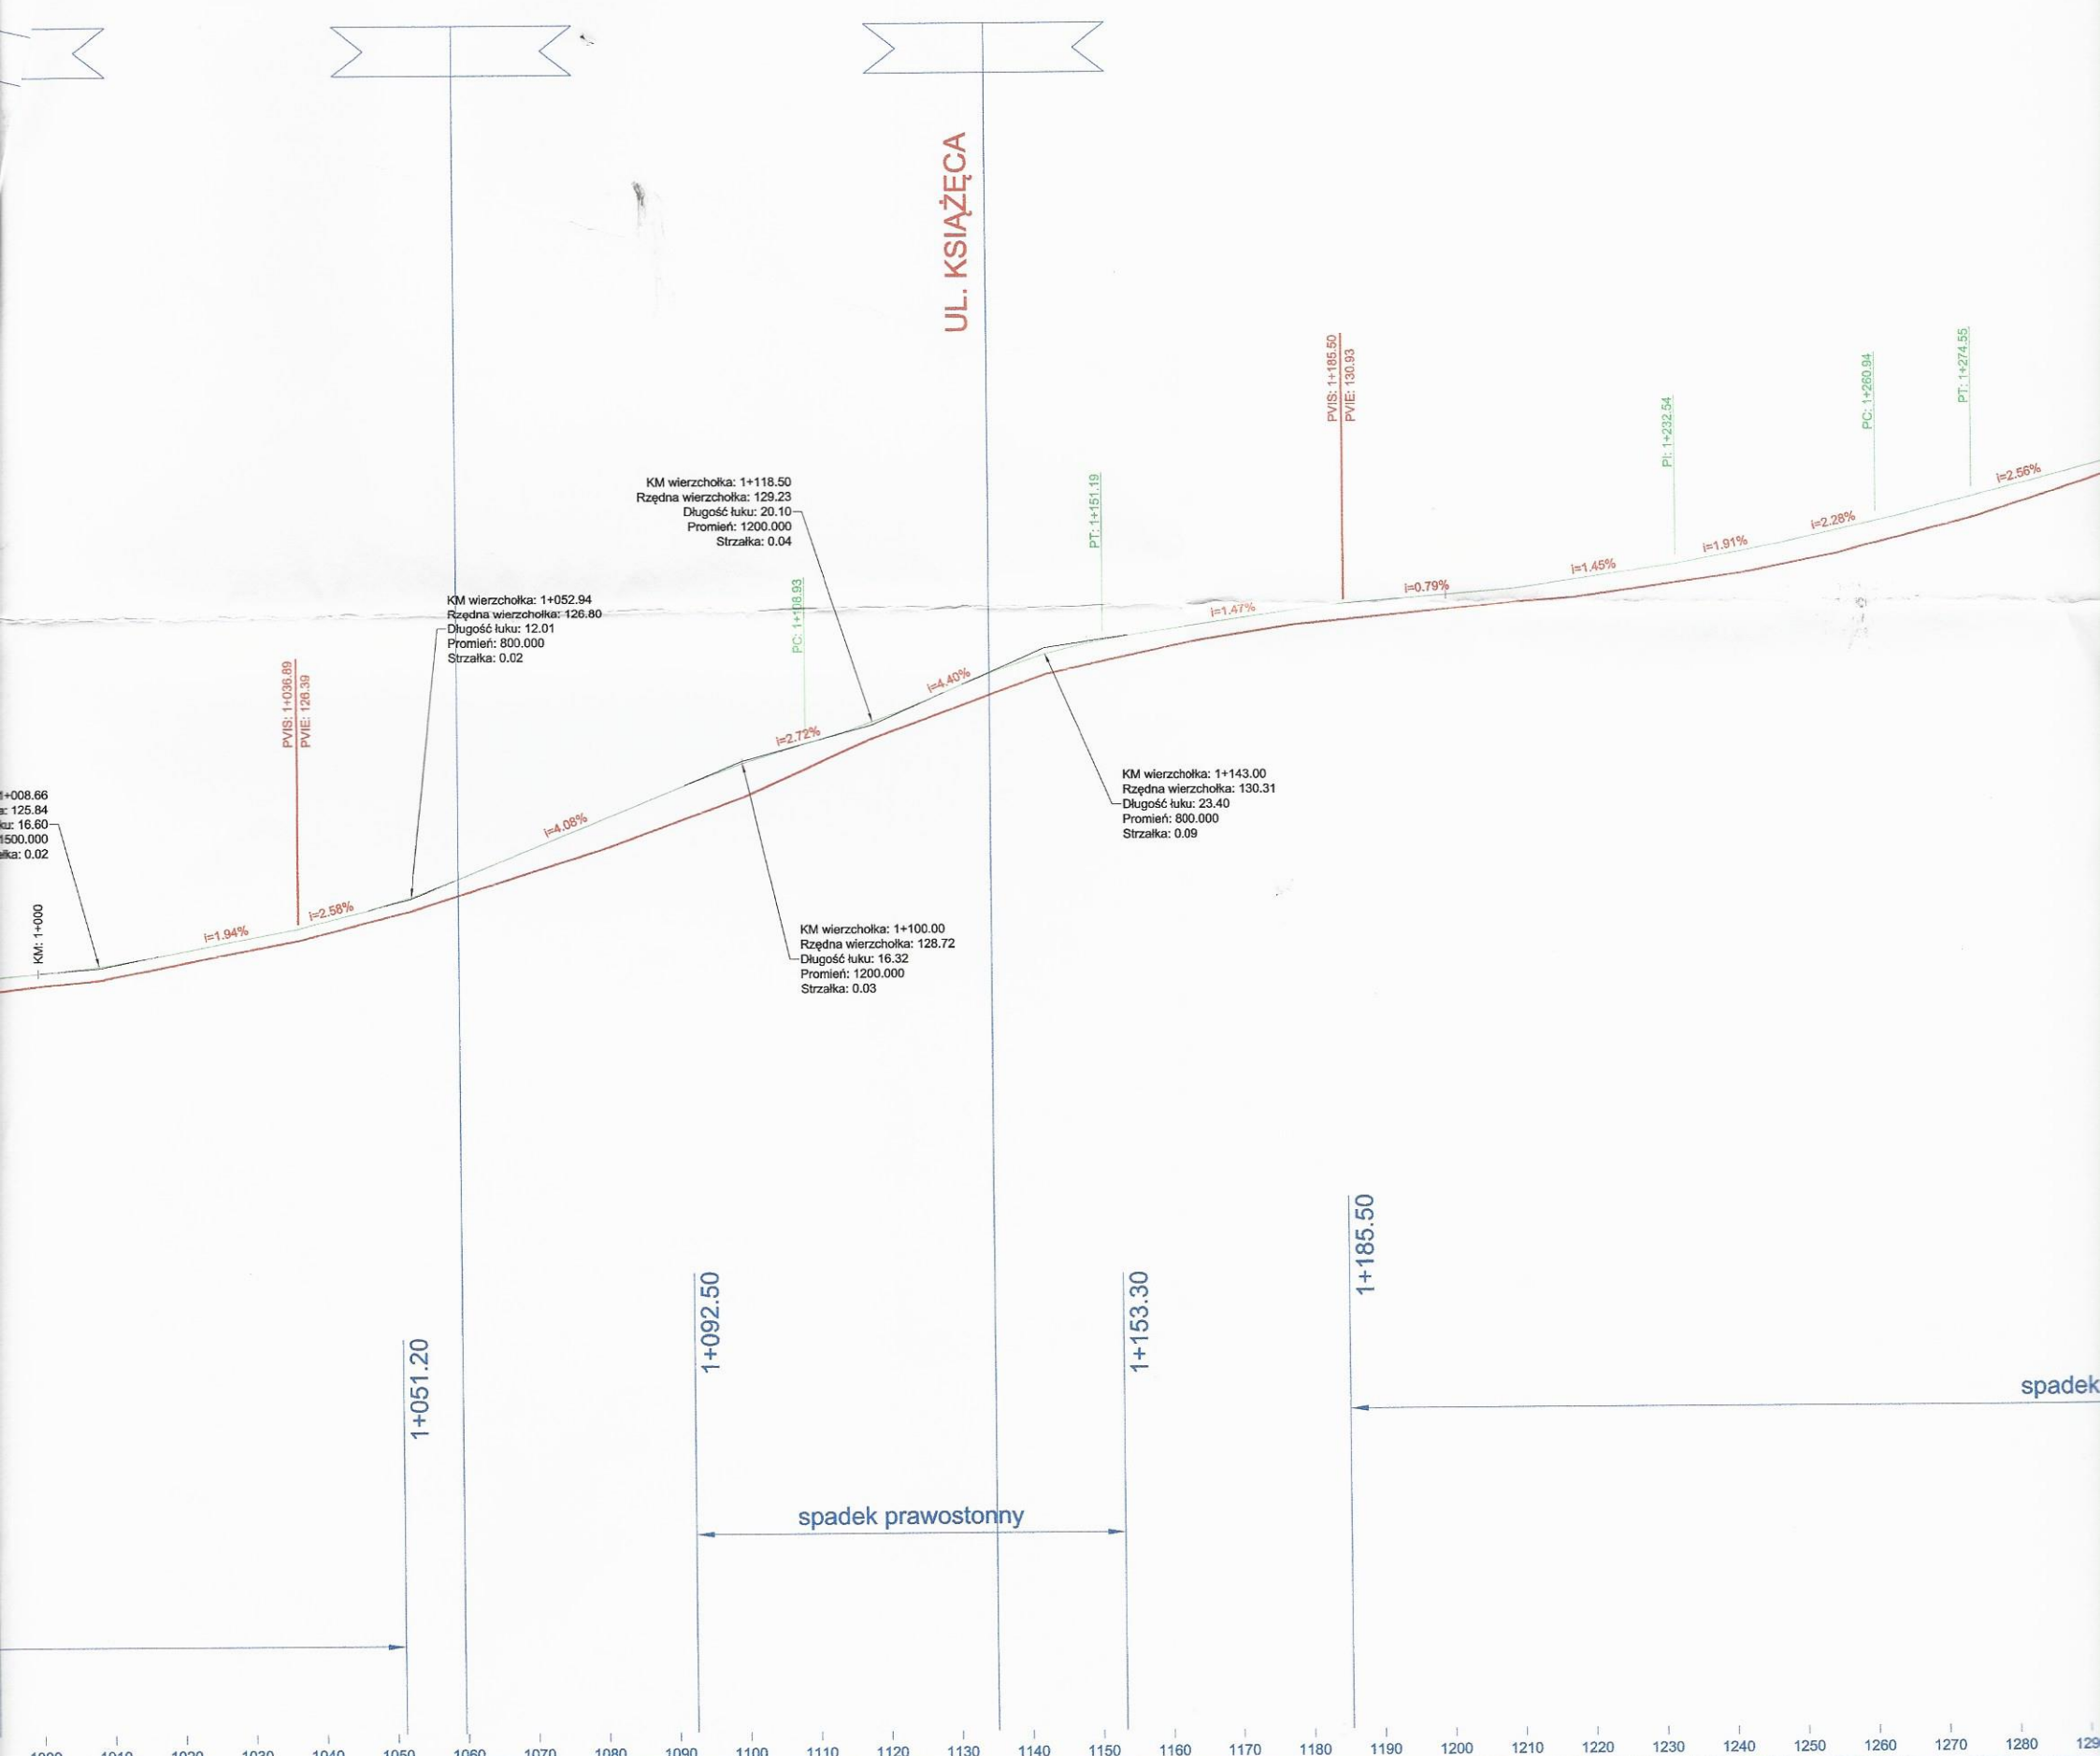 UL. KSIĄŻĘCA
PVIS: 1+185.50
PVIE: 130.93
PT: 1+274.55
PC: 1+260.94
PI: 1+232.54
i=2.56%
i=2.28%
i=1.91%
i=1.45%
i=0.79%
i=1.47%
PT: 1+151.19
KM wierzchołka: 1+118.50
Rzędna wierzchołka: 129.23
Długość łuku: 20.10
Promień: 1200.000
Strzałka: 0.04
PC: 1+108.93
KM wierzchołka: 1+052.94
Rzędna wierzchołka: 126.80
Długość łuku: 12.01
Promień: 800.000
Strzałka: 0.02
PVIS: 1+036.89
PVIE: 126.39
i=4.40%
i=2.72%
i=4.08%
KM wierzchołka: 1+143.00
Rzędna wierzchołka: 130.31
Długość łuku: 23.40
Promień: 800.000
Strzałka: 0.09
1+008.66
125.84
16.60
1500.000
0.02
KM: 1+000
i=1.94%
i=2.58%
KM wierzchołka: 1+100.00
Rzędna wierzchołka: 128.72
Długość łuku: 16.32
Promień: 1200.000
Strzałka: 0.03
1+051.20
1+092.50
1+153.30
1+185.50
spadek
spadek prawostonny
1040 1050 1060 1070 1080 1090 1100 1110 1120 1130 1140 1150 1160 1170 1180 1190 1200 1210 1220 1230 1240 1250 1260 1270 1280